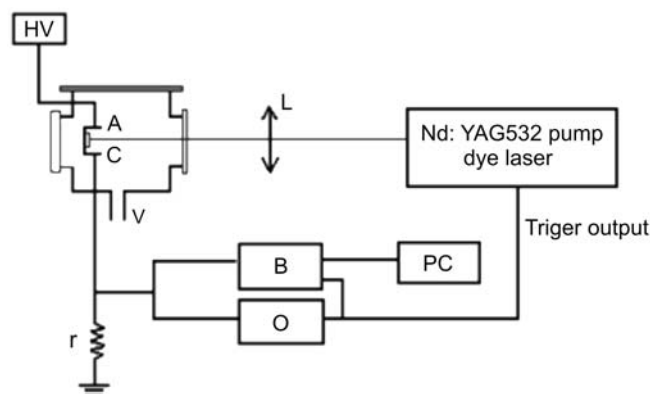 HV
A
L
C
Nd: YAG532 pump
dye laser
V
Triger output
B
PC
O
r